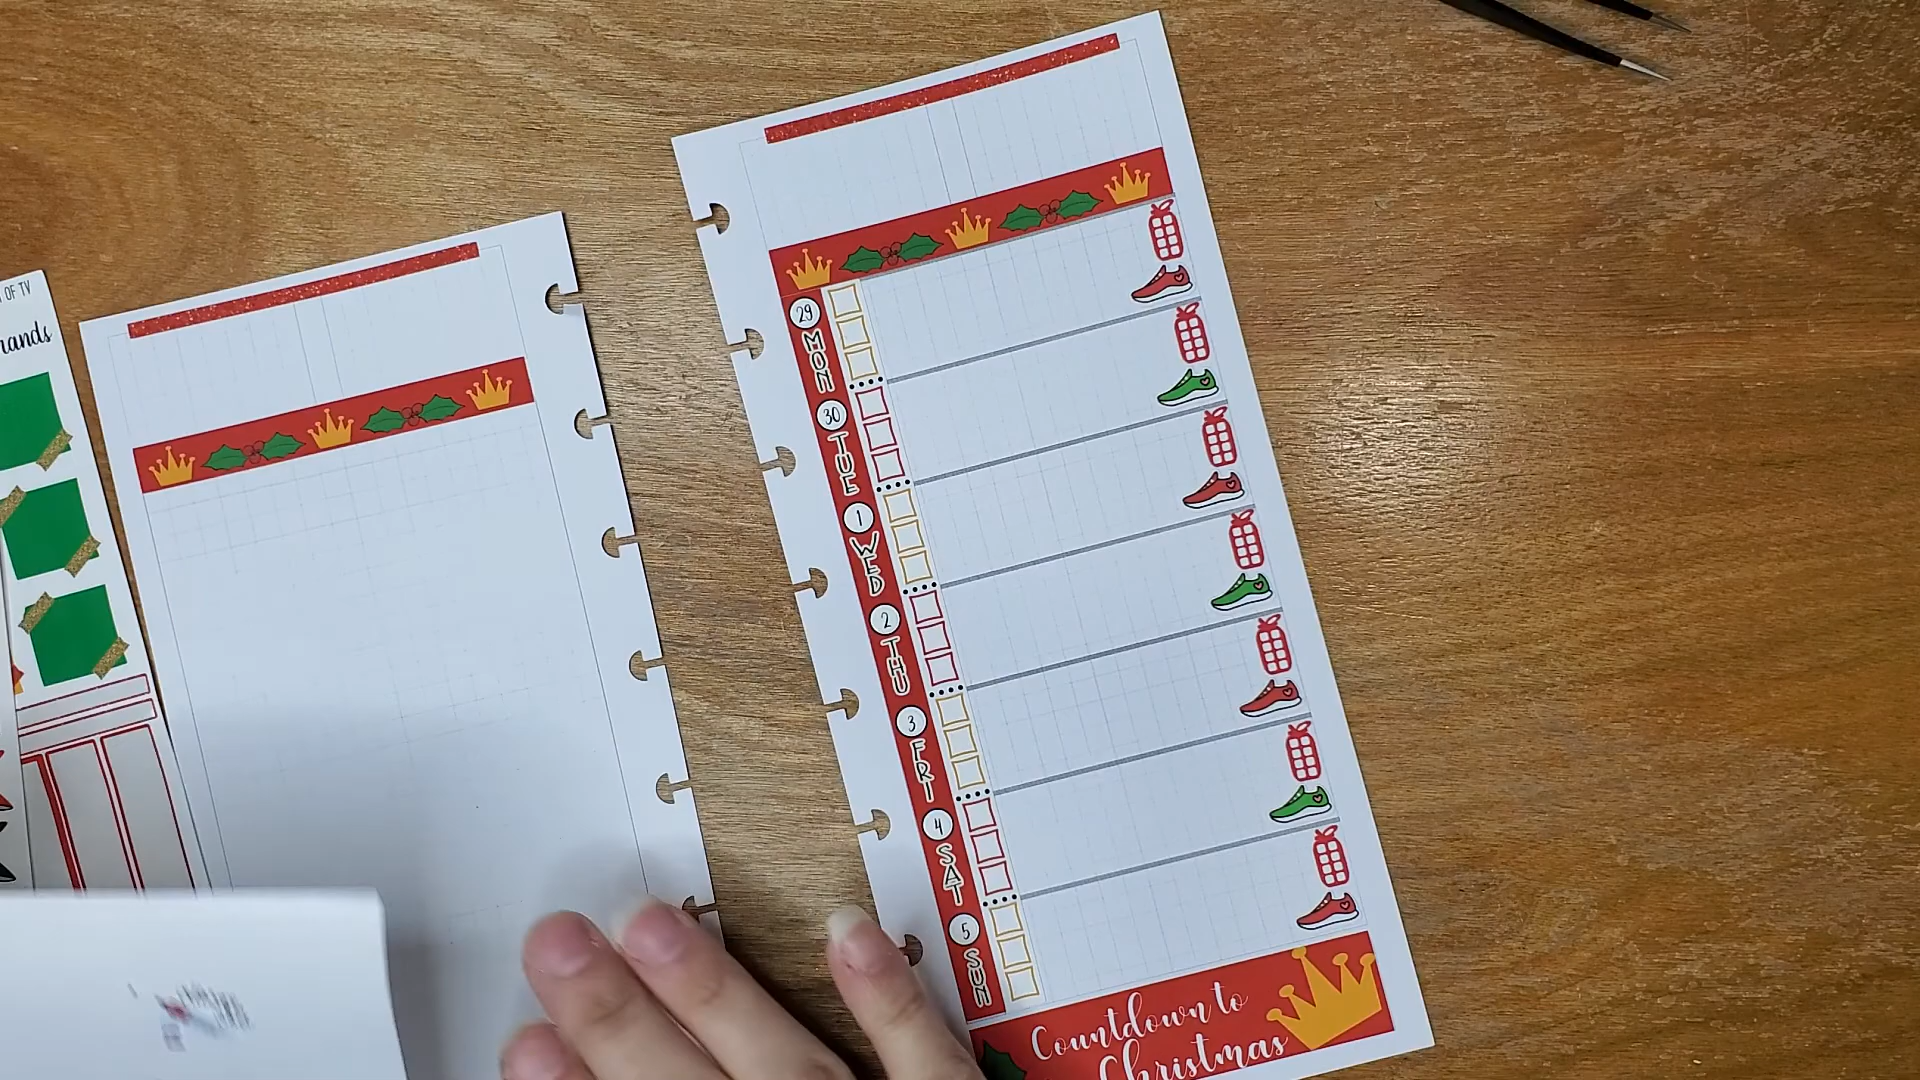 OF TV
29
MON
30
TUE
1
WED
2
THU
3
FRI
4
SAT
5
SUN
Countdown to
Christmas